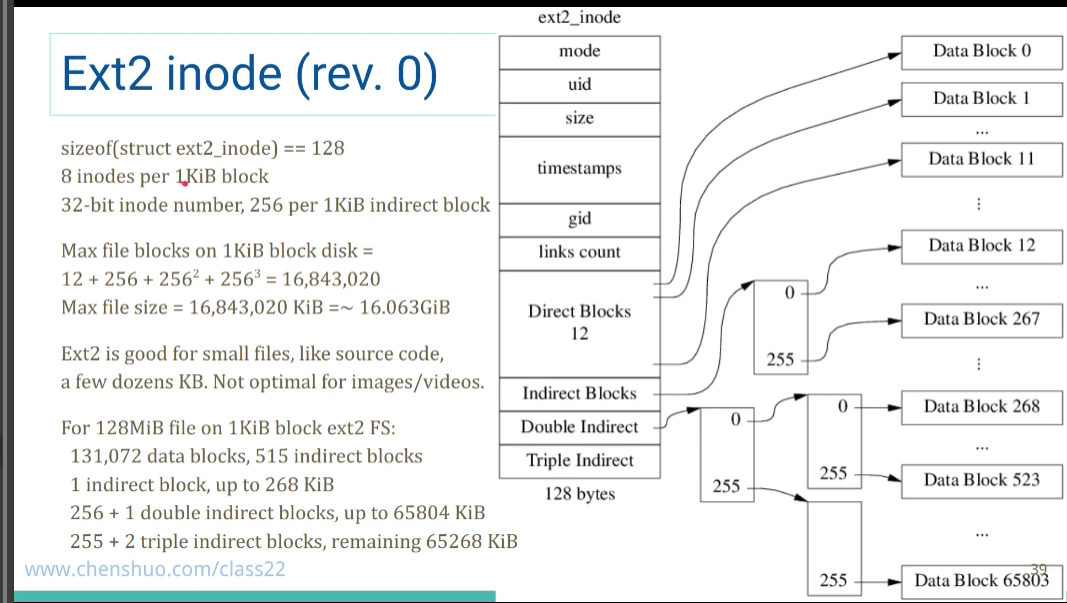 Ext2 inode (rev. 0)
sizeof(struct ext2_inode) == 128
8 inodes per 1KiB block
32-bit inode number, 256 per 1KiB indirect block
Max file blocks on 1KiB block disk =
12 + 256 + 256² + 256³ = 16,843,020
Max file size = 16,843,020 KiB =~ 16.063GiB
Ext2 is good for small files, like source code,
a few dozens KB. Not optimal for images/videos.
For 128MiB file on 1KiB block ext2 FS:
131,072 data blocks, 515 indirect blocks
1 indirect block, up to 268 KiB
256 + 1 double indirect blocks, up to 65804 KiB
255 + 2 triple indirect blocks, remaining 65268 KiB
www.chenshuo.com/class22
ext2_inode
mode
uid
size
timestamps
gid
links count
Direct Blocks
12
Indirect Blocks
Double Indirect
Triple Indirect
128 bytes
0
255
0
255
0
255
255
Data Block 0
Data Block 1
...
Data Block 11
⋮
Data Block 12
...
Data Block 267
⋮
Data Block 268
...
Data Block 523
...
Data Block 65803
39